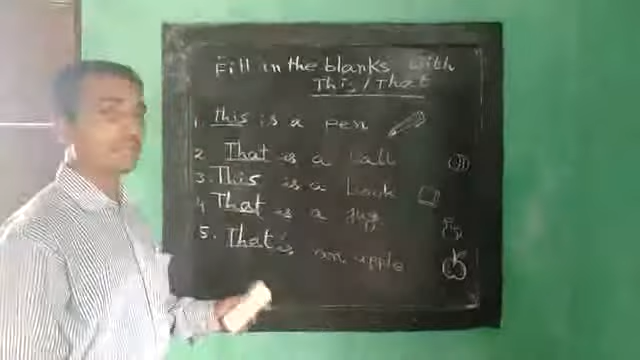 Fill in the blanks with
This/That
1. this is a pen
2. That is a ball
3. This is a book
4 That is a jug
5. That is an apple